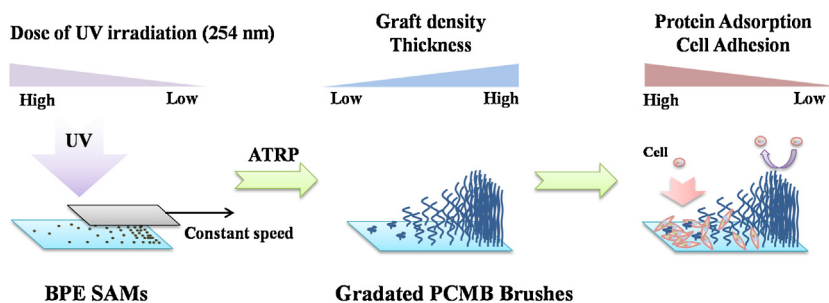 Dose of UV irradiation (254 nm)
High
Low
UV
Constant speed
BPE SAMs
ATRP
Graft density
Thickness
Low
High
Gradated PCMB Brushes
Protein Adsorption
Cell Adhesion
High
Low
Cell